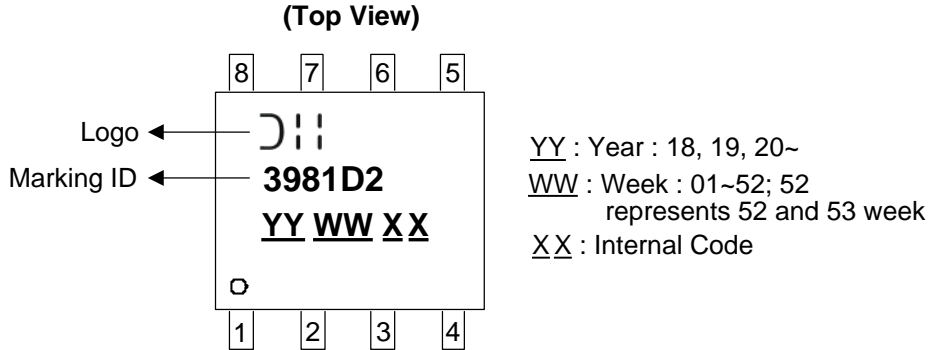 (Top View)
8 7 6 5
Logo
Marking ID
3981D2
YY WW X X
1 2 3 4
YY : Year : 18, 19, 20~
WW : Week : 01~52; 52
represents 52 and 53 week
X X : Internal Code